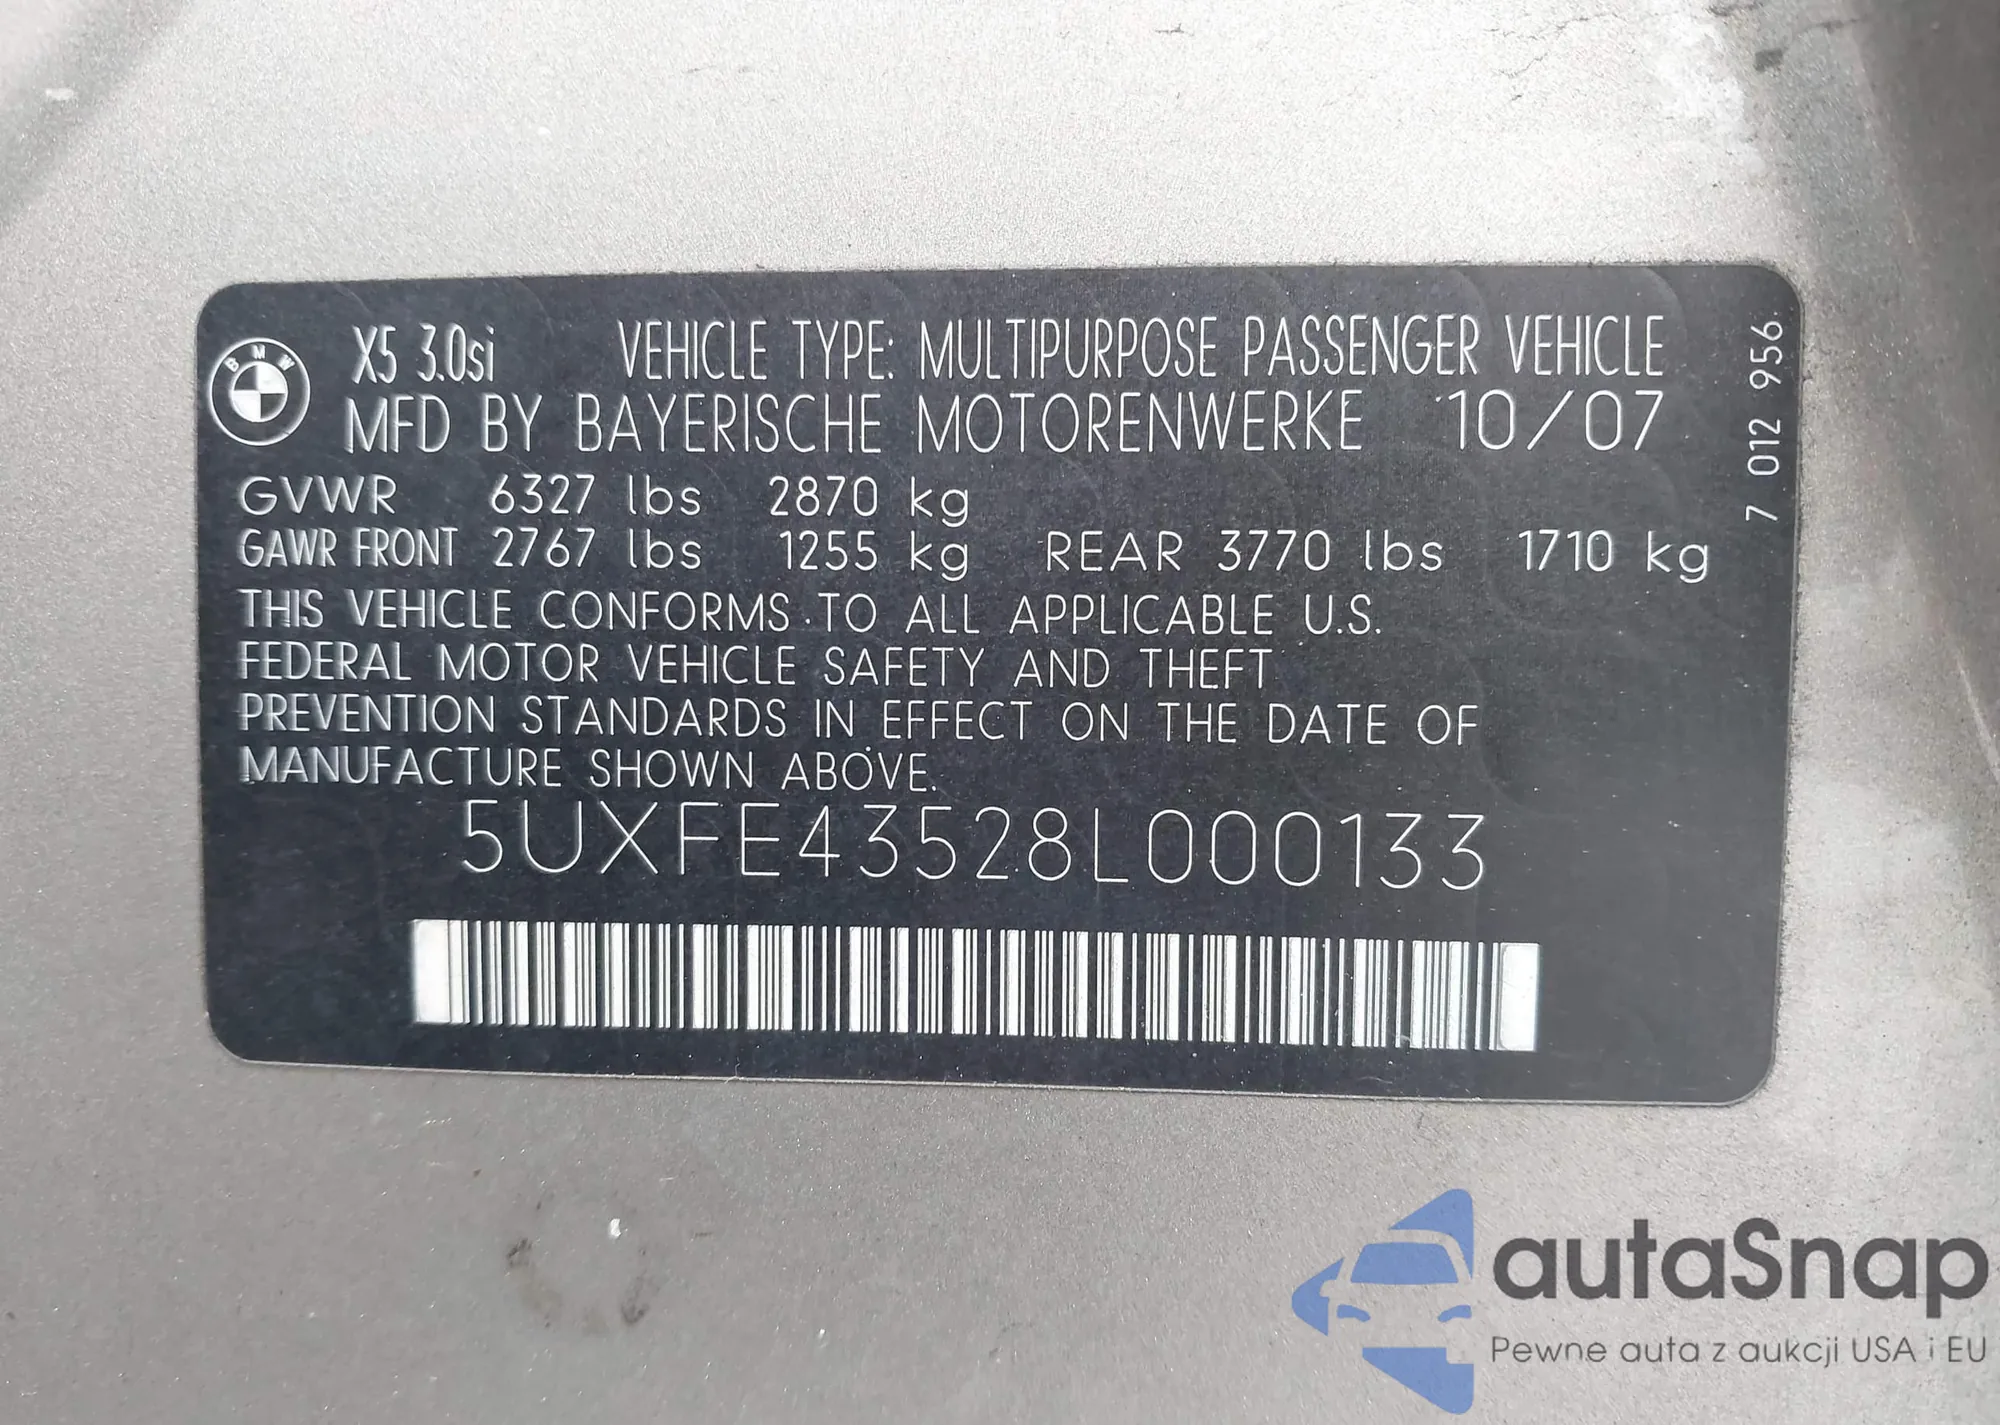 BMW
X5 3.0si VEHICLE TYPE: MULTIPURPOSE PASSENGER VEHICLE
MFD BY BAYERISCHE MOTORENWERKE 10/07
GVWR 6327 lbs 2870 kg
GAWR FRONT 2767 lbs 1255 kg REAR 3770 lbs 1710 kg
THIS VEHICLE CONFORMS TO ALL APPLICABLE U.S.
FEDERAL MOTOR VEHICLE SAFETY AND THEFT
PREVENTION STANDARDS IN EFFECT ON THE DATE OF
MANUFACTURE SHOWN ABOVE.
5UXFE43528L000133
7 012 956
autaSnap
Pewne auta z aukcji USA i EU